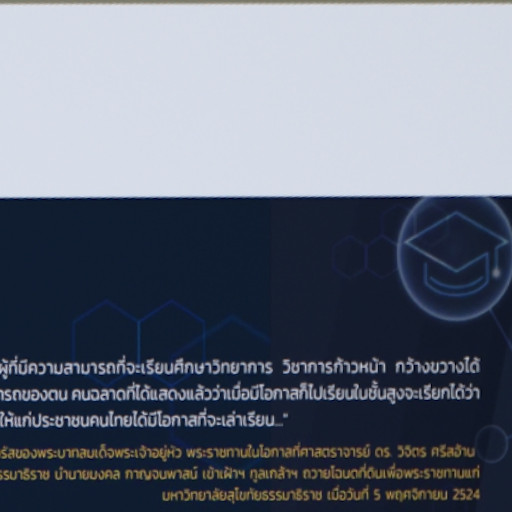 ผู้ที่มีความสามารถที่จะเรียนศึกษาวิทยาการ วิชาการก้าวหน้า กว้างขวางได้
ารถของตน คนฉลาดที่ได้แสดงแล้วว่าเมื่อมีโอกาสก็ไปเรียนในชั้นสูงจะเรียกได้ว่า
ให้แก่ประชาชนคนไทยได้มีโอกาสที่จะเล่าเรียน..."
รัสของพระบาทสมเด็จพระเจ้าอยู่หัว พระราชทานในโอกาสที่ศาสตราจารย์ ดร. วิจิตร ศรีสอ้าน
รรมาธิราช นำนายมงคล กาญจนพาสน์ เข้าเฝ้าฯ ทูลเกล้าฯ ถวายโฉนดที่ดินเพื่อพระราชทานแก่
มหาวิทยาลัยสุโขทัยธรรมาธิราช เมื่อวันที่ 5 พฤศจิกายน 2524